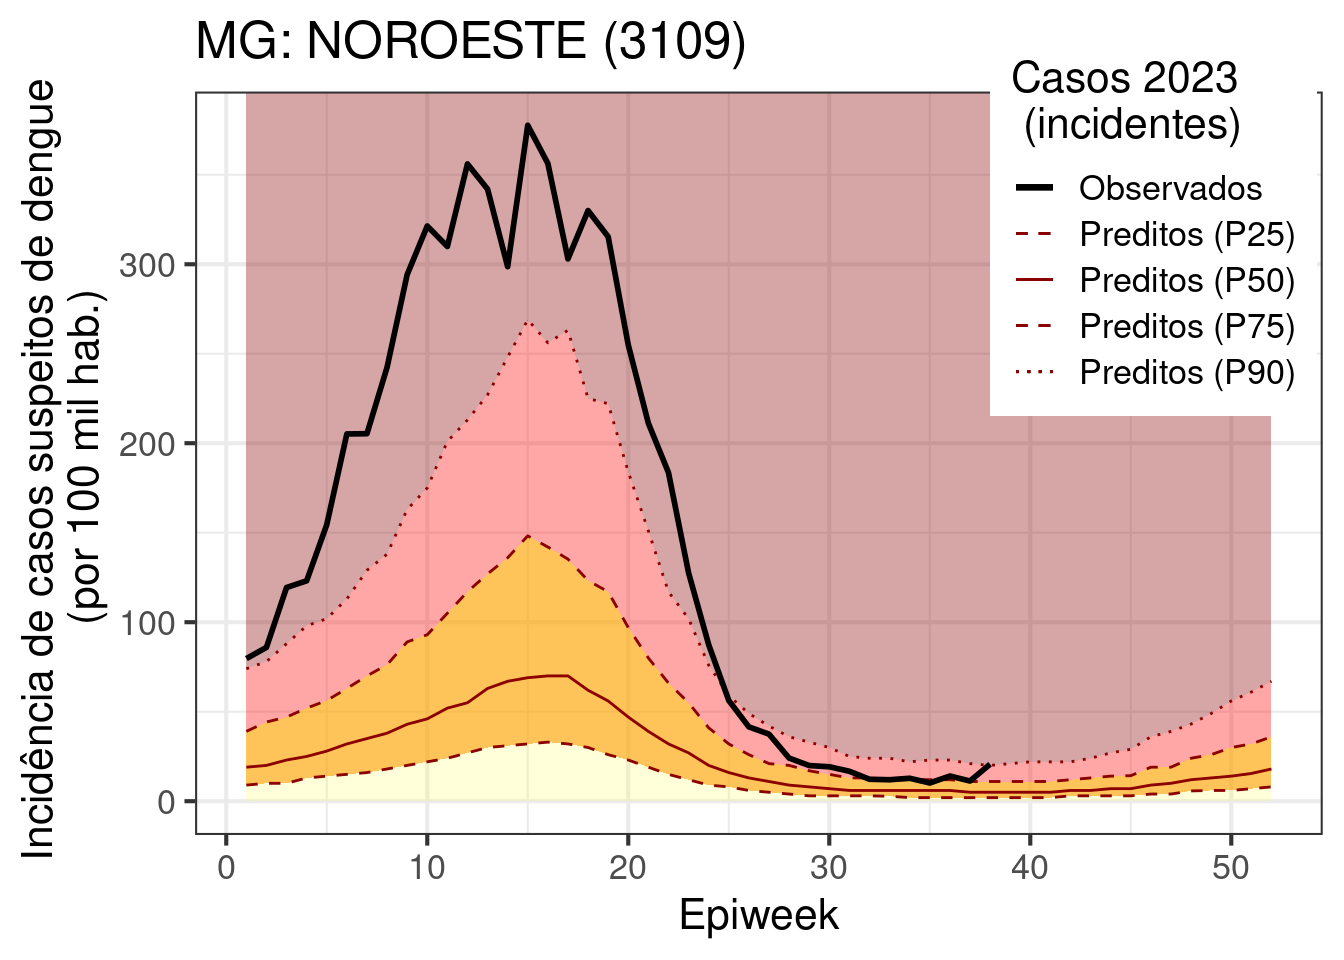 MG: NOROESTE (3109)
Incidência de casos suspeitos de dengue
(por 100 mil hab.)
Casos 2023
(incidentes)
Observados
Preditos (P25)
Preditos (P50)
Preditos (P75)
Preditos (P90)
300
200
100
0
0 10 20 30 40 50
Epiweek